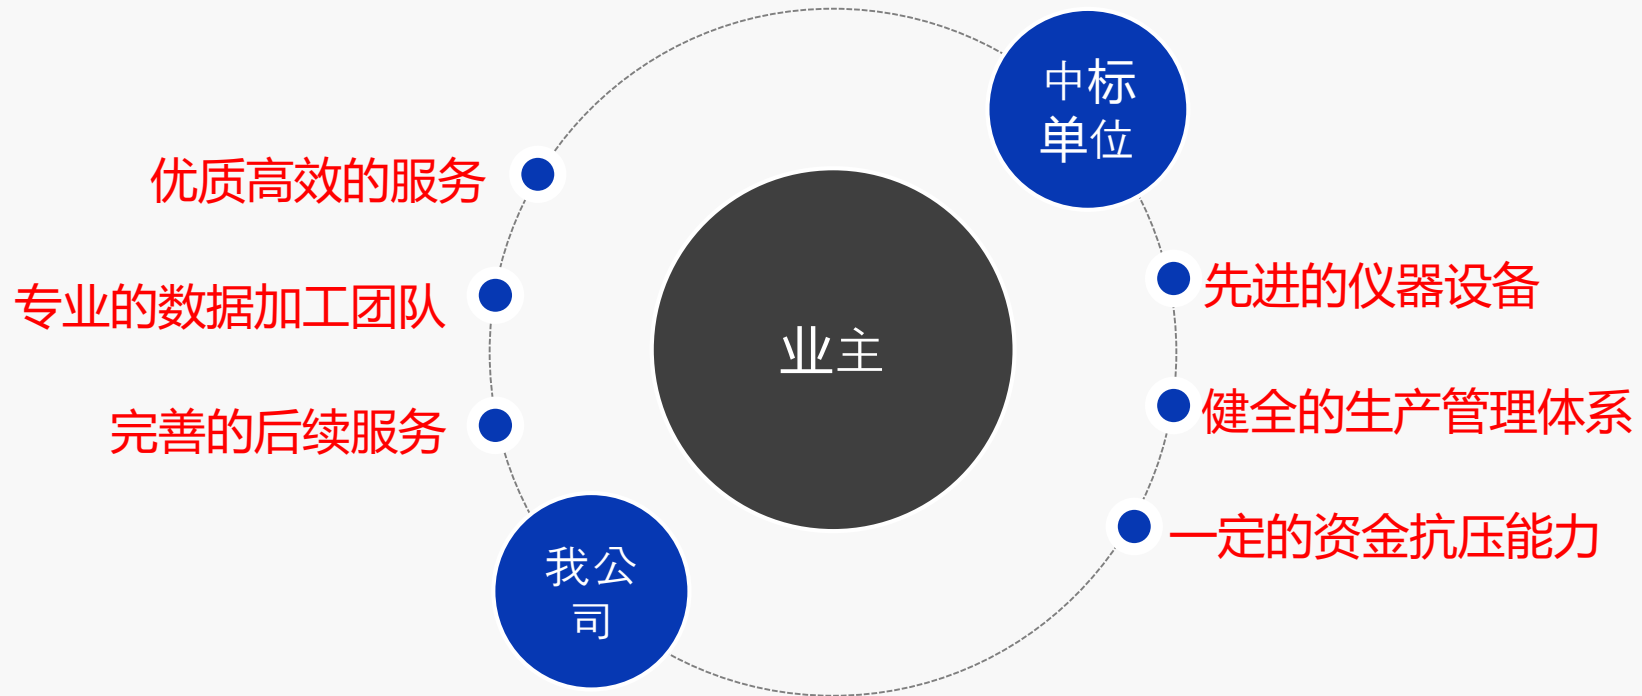 中标
单位
优质高效的服务
专业的数据加工团队
完善的后续服务
业主
先进的仪器设备
健全的生产管理体系
一定的资金抗压能力
我公
司